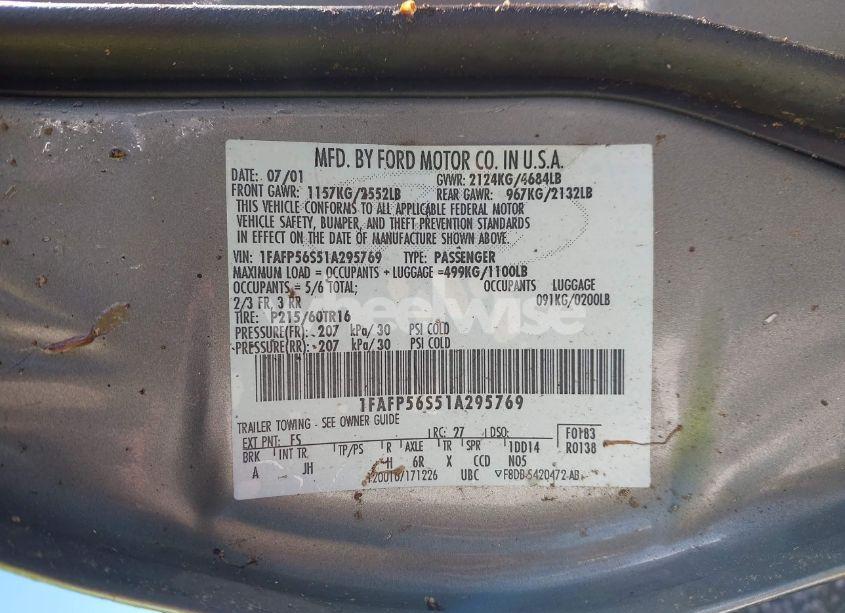 MFD. BY FORD MOTOR CO. IN U.S.A.
DATE: 07/01 GVWR: 2124KG/4684LB
FRONT GAWR: 1157KG/2552LB REAR GAWR: 967KG/2132LB
THIS VEHICLE CONFORMS TO ALL APPLICABLE FEDERAL MOTOR
VEHICLE SAFETY, BUMPER, AND THEFT PREVENTION STANDARDS
IN EFFECT ON THE DATE OF MANUFACTURE SHOWN ABOVE.
VIN: 1FAFP56S51A295769 TYPE: PASSENGER
MAXIMUM LOAD = OCCUPANTS + LUGGAGE =499KG/1100LB
OCCUPANTS = 5/6 TOTAL; OCCUPANTS LUGGAGE
2/3 FR, 3 RR 091KG/0200LB
TIRE: P215/60TR16
wheelwise
PRESSURE(FR): 207 kPa/30 PSI COLD
PRESSURE(RR): 207 kPa/30 PSI COLD
1FAFP56S51A295769
TRAILER TOWING - SEE OWNER GUIDE
EXT PNT: FS RC: 27 DSO: F0183
BRK INT TR. TP/PS R AXLE TR SPR 1DD14 R0138
A JH H 6R X CCD N05
171226 UBC F8DB-5420472-AB